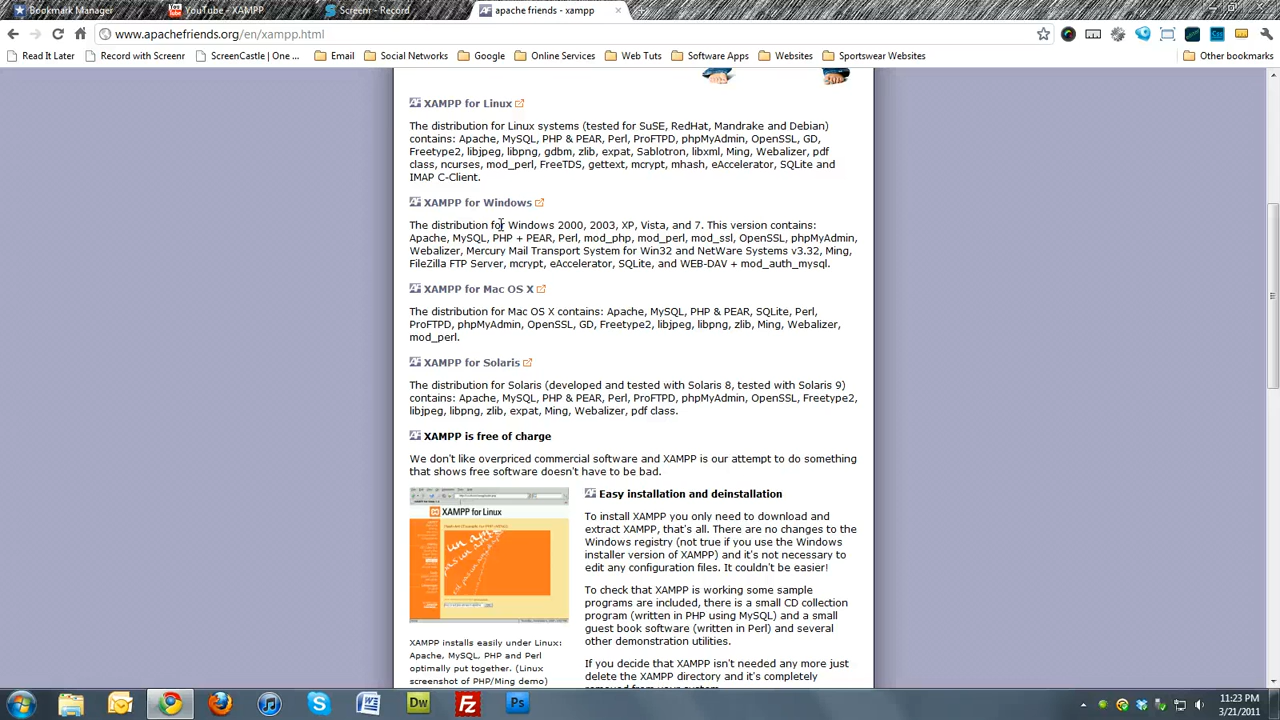 Bookmark Manager
YouTube - XAMPP
Screenr - Record
apache friends - xampp
www.apachefriends.org/en/xampp.html
Read It Later
Record with Screenr
ScreenCastle | One ...
Email
Social Networks
Google
Online Services
Web Tuts
Software Apps
Websites
Sportswear Websites
Other bookmarks
XAMPP for Linux
The distribution for Linux systems (tested for SuSE, RedHat, Mandrake and Debian)
contains: Apache, MySQL, PHP & PEAR, Perl, ProFTPD, phpMyAdmin, OpenSSL, GD,
Freetype2, libjpeg, libpng, gdbm, zlib, expat, Sablotron, libxml, Ming, Webalizer, pdf
class, ncurses, mod_perl, FreeTDS, gettext, mcrypt, mhash, eAccelerator, SQLite and
IMAP C-Client.
XAMPP for Windows
The distribution for Windows 2000, 2003, XP, Vista, and 7. This version contains:
Apache, MySQL, PHP + PEAR, Perl, mod_php, mod_perl, mod_ssl, OpenSSL, phpMyAdmin,
Webalizer, Mercury Mail Transport System for Win32 and NetWare Systems v3.32, Ming,
FileZilla FTP Server, mcrypt, eAccelerator, SQLite, and WEB-DAV + mod_auth_mysql.
XAMPP for Mac OS X
The distribution for Mac OS X contains: Apache, MySQL, PHP & PEAR, SQLite, Perl,
ProFTPD, phpMyAdmin, OpenSSL, GD, Freetype2, libjpeg, libpng, zlib, Ming, Webalizer,
mod_perl.
XAMPP for Solaris
The distribution for Solaris (developed and tested with Solaris 8, tested with Solaris 9)
contains: Apache, MySQL, PHP & PEAR, Perl, ProFTPD, phpMyAdmin, OpenSSL, Freetype2,
libjpeg, libpng, zlib, expat, Ming, Webalizer, pdf class.
XAMPP is free of charge
We don't like overpriced commercial software and XAMPP is our attempt to do something
that shows free software doesn't have to be bad.
XAMPP for Linux
XAMPP installs easily under Linux:
Apache, MySQL, PHP and Perl
optimally put together. (Linux
screenshot of PHP/Ming demo)
Easy installation and deinstallation
To install XAMPP you only need to download and
extract XAMPP, that's all. There are no changes to the
Windows registry (not true if you use the Windows
installer version of XAMPP) and it's not necessary to
edit any configuration files. It couldn't be easier!
To check that XAMPP is working some sample
programs are included, there is a small CD collection
program (written in PHP using MySQL) and a small
guest book software (written in Perl) and several
other demonstration utilities.
If you decide that XAMPP isn't needed any more just
delete the XAMPP directory and it's completely
removed from your system.
Dw
Fz
Ps
11:23 PM
3/21/2011